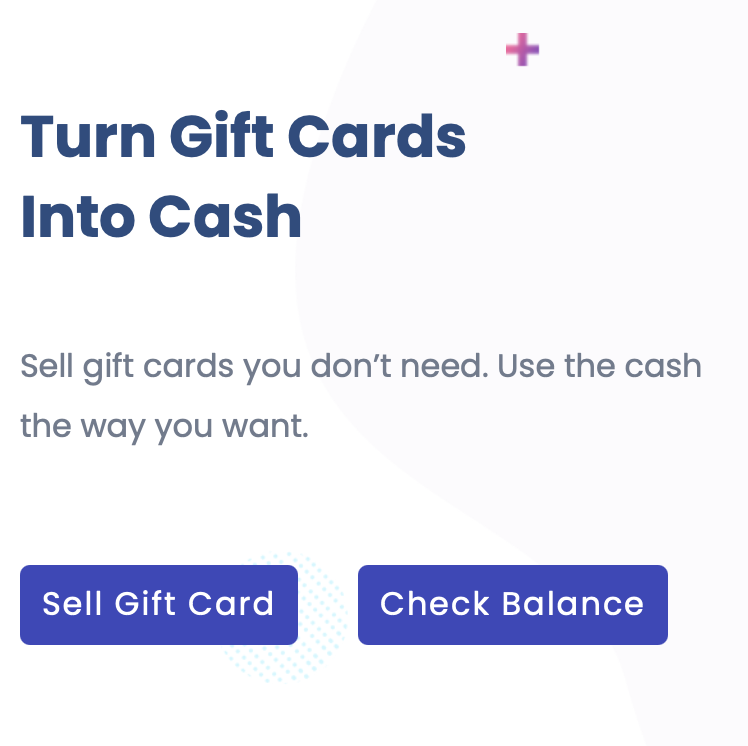 Turn Gift Cards
Into Cash
Sell gift cards you don’t need. Use the cash
the way you want.
Sell Gift Card
Check Balance